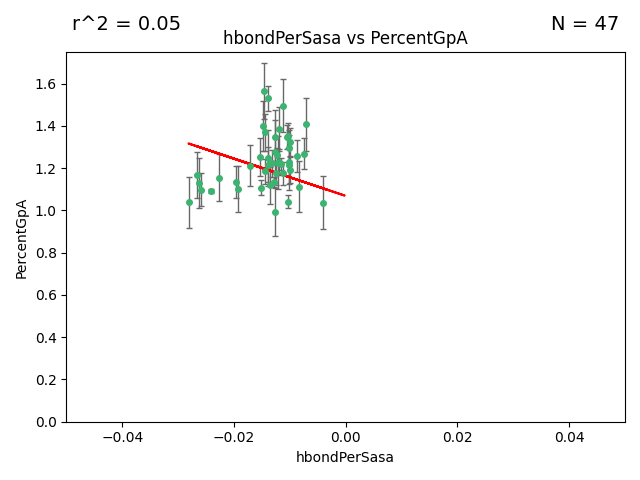 r^2 = 0.05
N = 47
hbondPerSasa vs PercentGpA
PercentGpA
1.6
1.4
1.2
1.0
0.8
0.6
0.4
0.2
0.0
−0.04
−0.02
0.00
0.02
0.04
hbondPerSasa